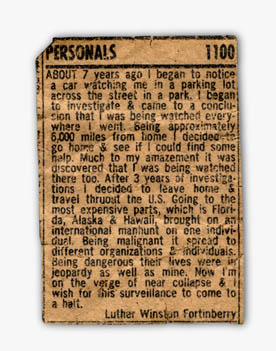 PERSONALS 1100
ABOUT 7 years ago I began to notice
a car watching me in a parking lot
across the street in a park. I began
to investigate & came to a conclu-
sion that I was being watched every-
where I went. Being approximately
6,000 miles from home I decided to
go home & see if I could find some
help. Much to my amazement it was
discovered that I was being watched
there too. After 3 years of investiga-
tions I decided to leave home &
travel thruout the U.S. Going to the
most expensive parts, which is Flori-
da, Alaska & Hawaii, brought on an
international manhunt on one indivi-
dual. Being malignant it spread to
different organizations & individuals.
Being dangerous their lives were in
jeopardy as well as mine. Now I'm
on the verge of near collapse & I
wish for this surveillance to come to
a halt.
Luther Winston Fortinberry